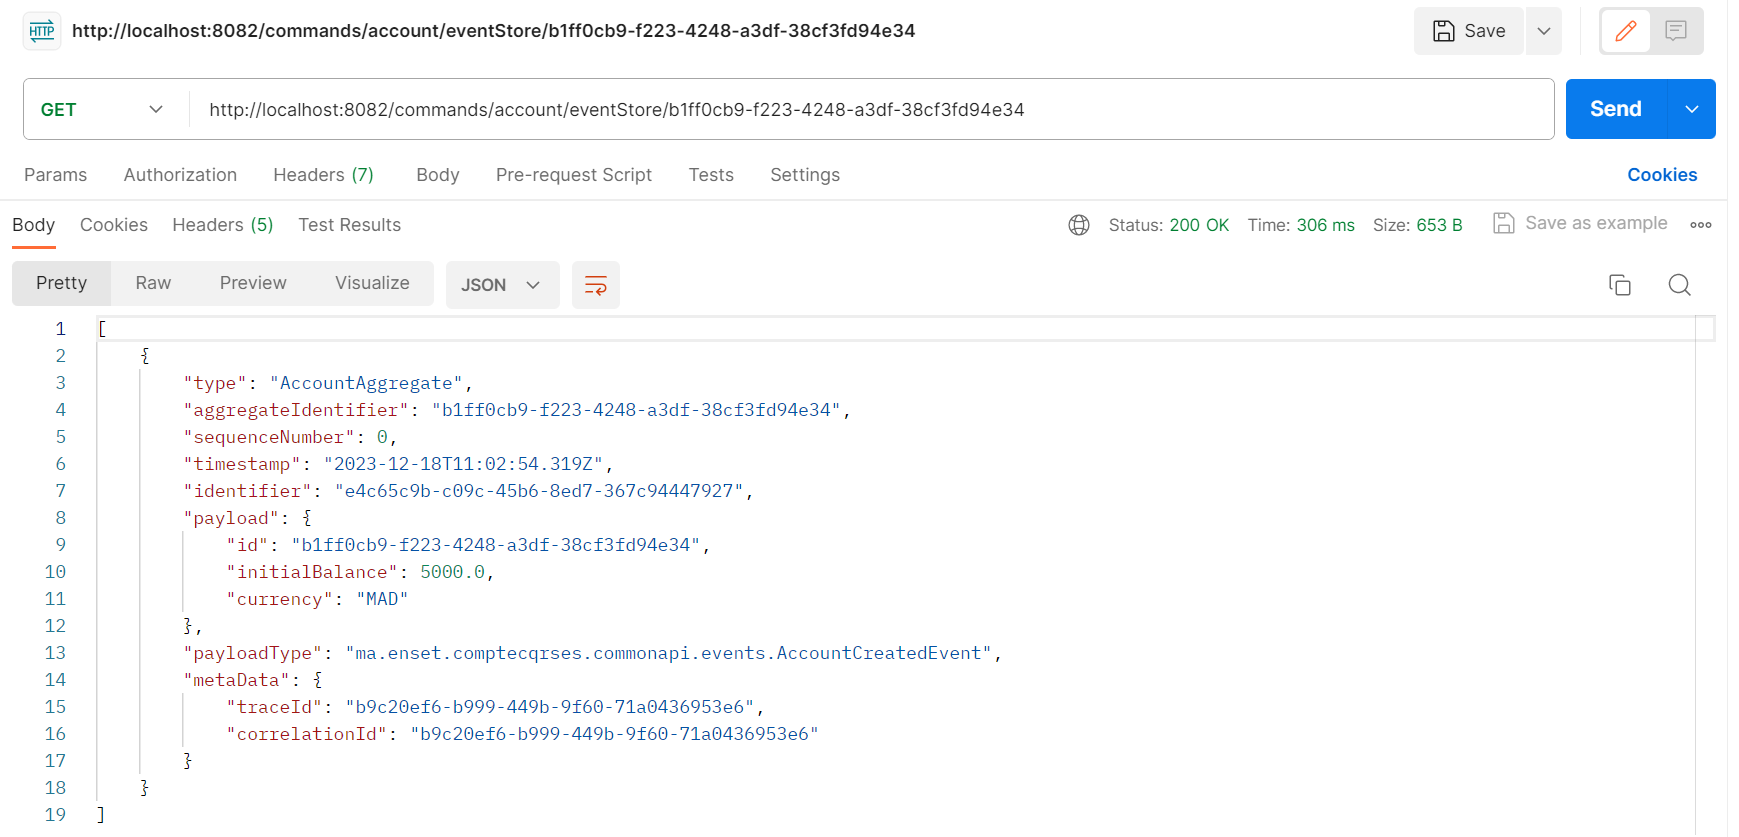 HTTP http://localhost:8082/commands/account/eventStore/b1ff0cb9-f223-4248-a3df-38cf3fd94e34 Save
GET http://localhost:8082/commands/account/eventStore/b1ff0cb9-f223-4248-a3df-38cf3fd94e34 Send
Params Authorization Headers (7) Body Pre-request Script Tests Settings Cookies
Body Cookies Headers (5) Test Results Status: 200 OK Time: 306 ms Size: 653 B Save as example
Pretty Raw Preview Visualize JSON
1 [
2 {
3 "type": "AccountAggregate",
4 "aggregateIdentifier": "b1ff0cb9-f223-4248-a3df-38cf3fd94e34",
5 "sequenceNumber": 0,
6 "timestamp": "2023-12-18T11:02:54.319Z",
7 "identifier": "e4c65c9b-c09c-45b6-8ed7-367c94447927",
8 "payload": {
9 "id": "b1ff0cb9-f223-4248-a3df-38cf3fd94e34",
10 "initialBalance": 5000.0,
11 "currency": "MAD"
12 },
13 "payloadType": "ma.enset.comptecqrses.commonapi.events.AccountCreatedEvent",
14 "metaData": {
15 "traceId": "b9c20ef6-b999-449b-9f60-71a0436953e6",
16 "correlationId": "b9c20ef6-b999-449b-9f60-71a0436953e6"
17 }
18 }
19 ]